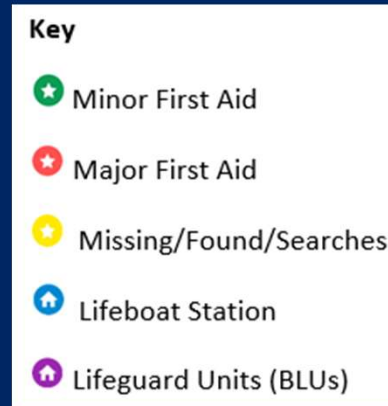 Key
Minor First Aid
Major First Aid
Missing/Found/Searches
Lifeboat Station
Lifeguard Units (BLUs)